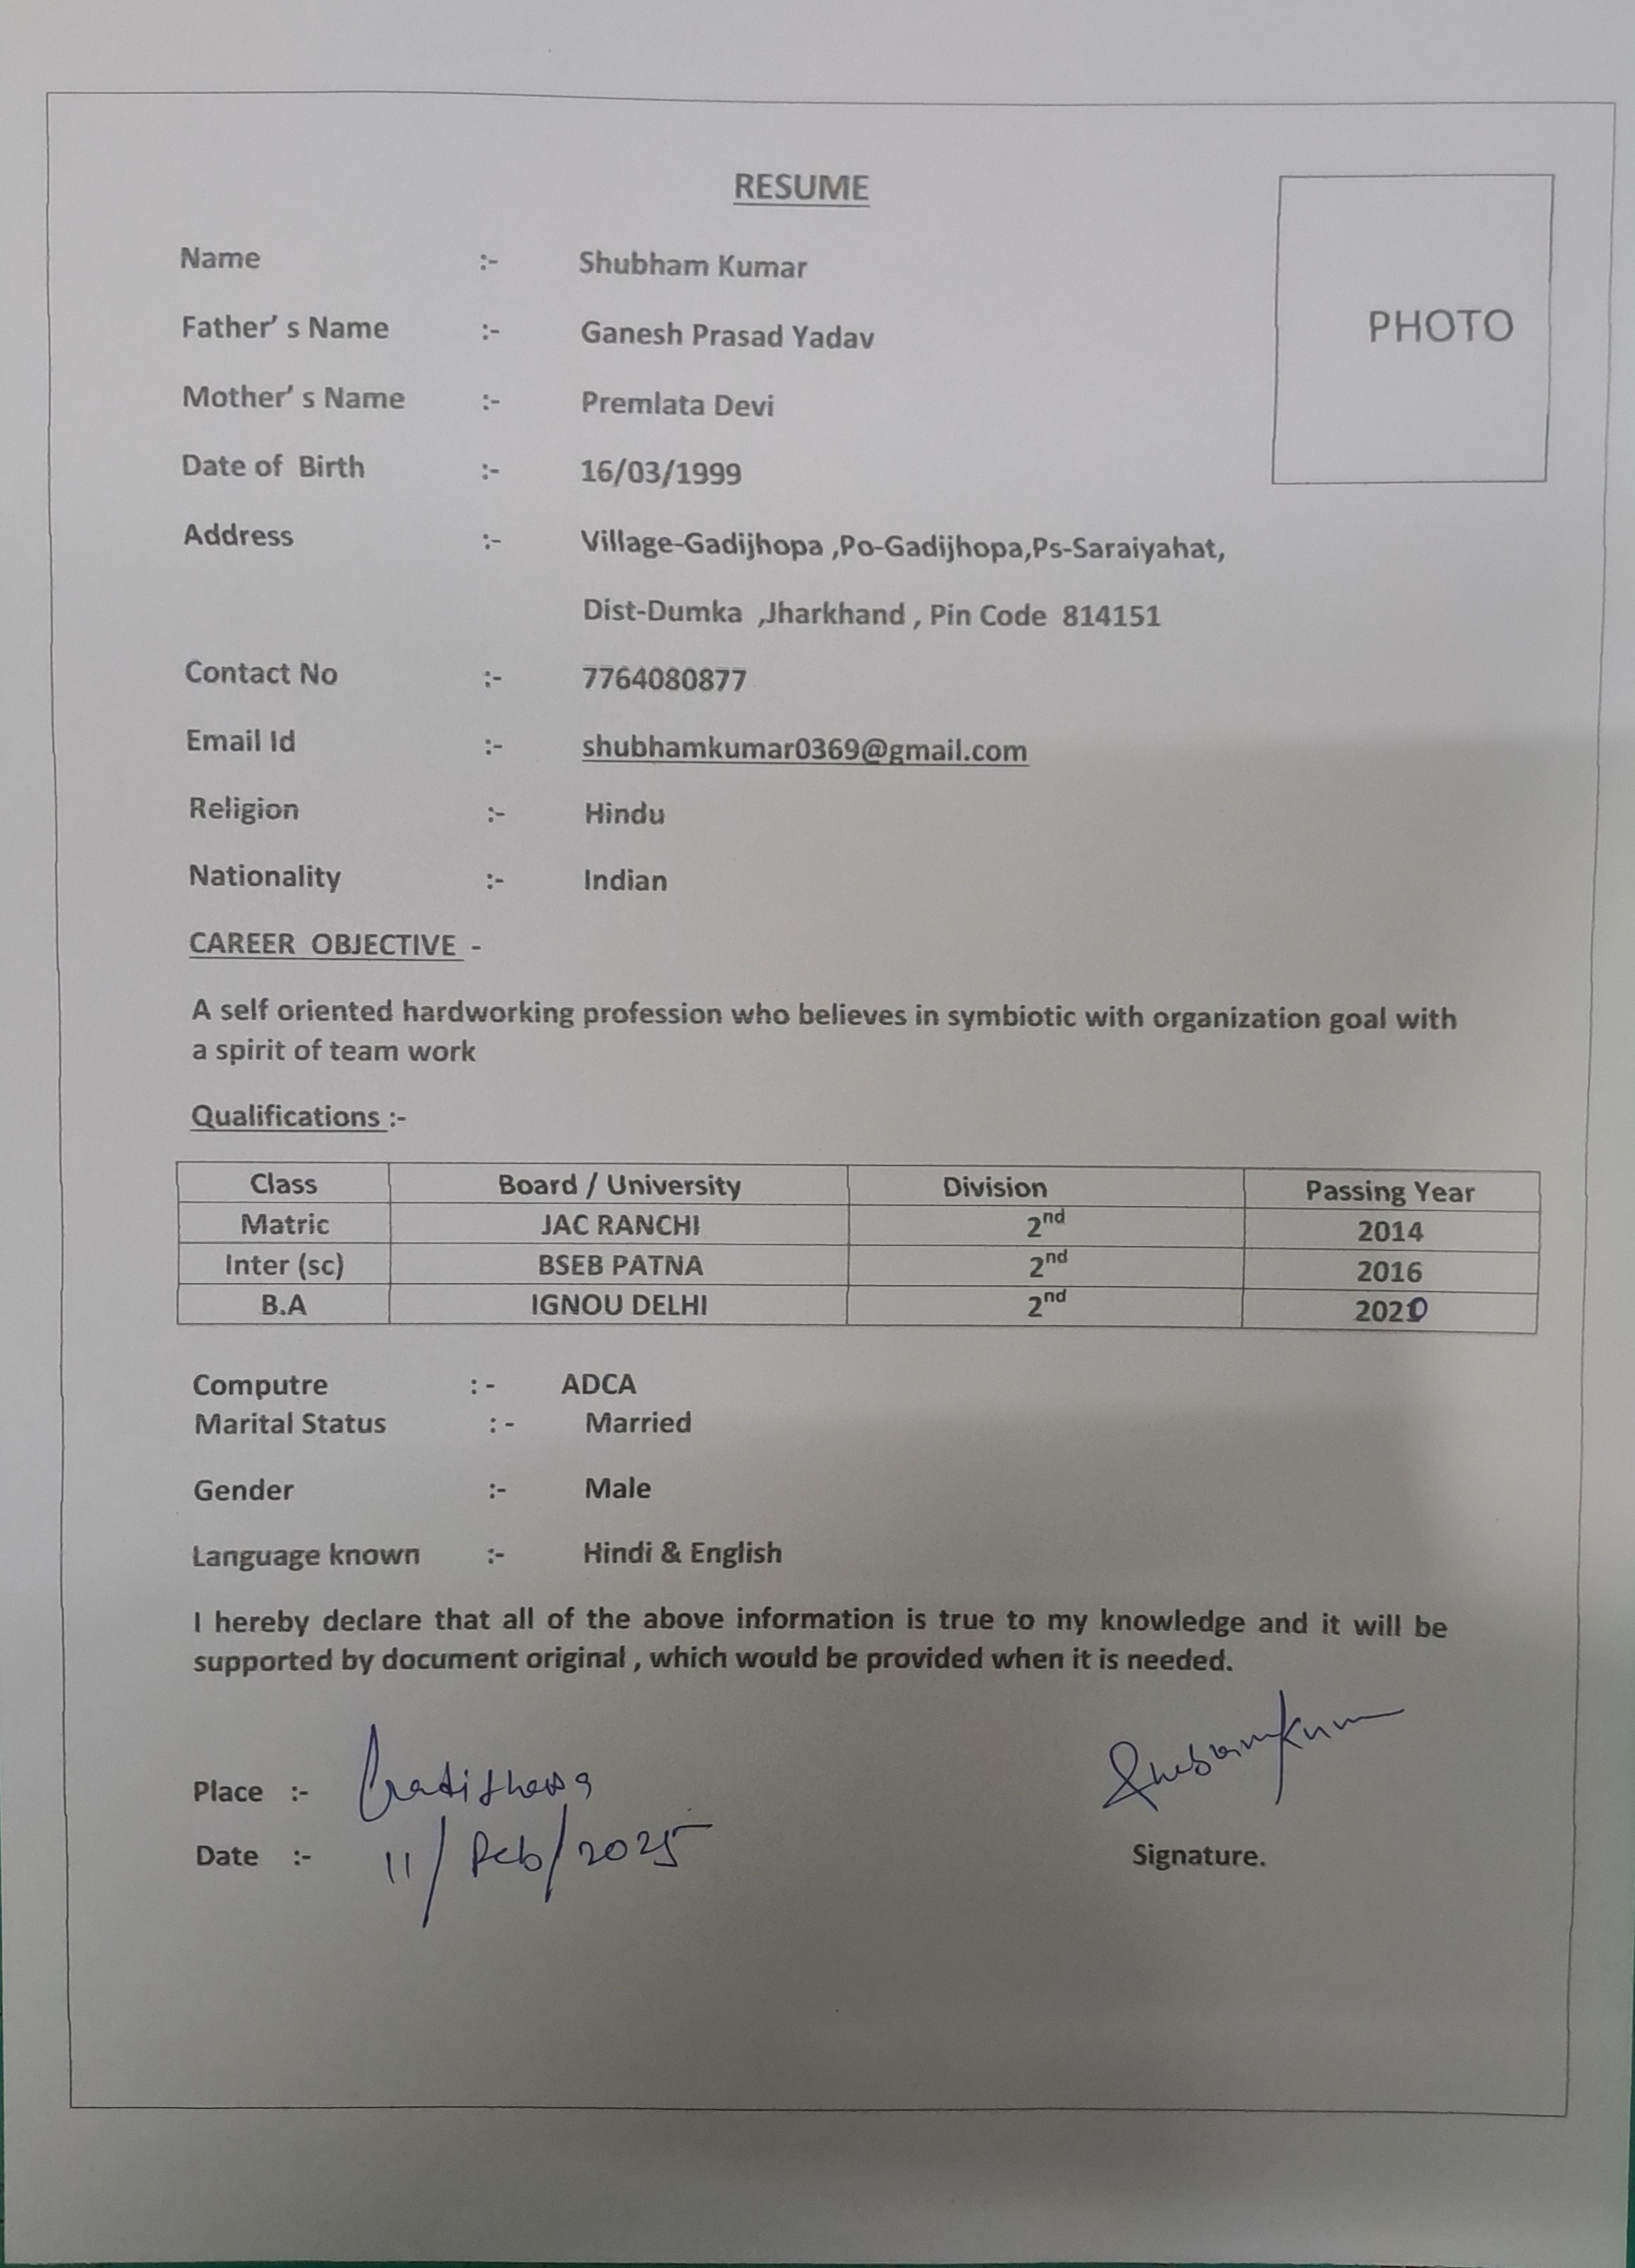 RESUME
PHOTO
Name :- Shubham Kumar
Father' s Name :- Ganesh Prasad Yadav
Mother' s Name :- Premlata Devi
Date of Birth :- 16/03/1999
Address :- Village-Gadijhopa ,Po-Gadijhopa,Ps-Saraiyahat,
Dist-Dumka ,Jharkhand , Pin Code 814151
Contact No :- 7764080877
Email Id :- shubhamkumar0369@gmail.com
Religion :- Hindu
Nationality :- Indian
CAREER OBJECTIVE -
A self oriented hardworking profession who believes in symbiotic with organization goal with
a spirit of team work
Qualifications :-
Class Board / University Division Passing Year
Matric JAC RANCHI 2nd 2014
Inter (sc) BSEB PATNA 2nd 2016
B.A IGNOU DELHI 2nd 2020
Computre : - ADCA
Marital Status : - Married
Gender :- Male
Language known :- Hindi & English
I hereby declare that all of the above information is true to my knowledge and it will be
supported by document original , which would be provided when it is needed.
Place :-
Date :- 11/Feb/2025
Signature.